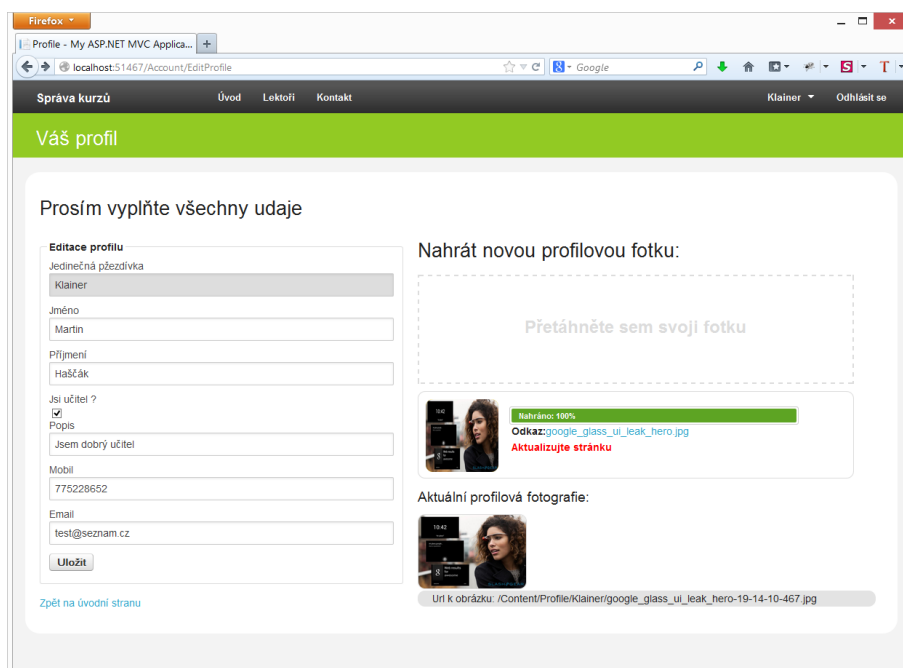 Firefox
Profile - My ASP.NET MVC Applica...
localhost:51467/Account/EditProfile
Google
Správa kurzů
Úvod
Lektoři
Kontakt
Klainer
Odhlásit se
Váš profil
Prosím vyplňte všechny udaje
Editace profilu
Jedinečná pžezdívka
Klainer
Jméno
Martin
Příjmení
Haščák
Jsi učitel ?
Popis
Jsem dobrý učitel
Mobil
775228652
Email
test@seznam.cz
Uložit
Zpět na úvodní stranu
Nahrát novou profilovou fotku:
Přetáhněte sem svoji fotku
10:42
Nahráno: 100%
Odkaz:google_glass_ui_leak_hero.jpg
Aktualizujte stránku
Aktuální profilová fotografie:
10:42
Url k obrázku: /Content/Profile/Klainer/google_glass_ui_leak_hero-19-14-10-467.jpg